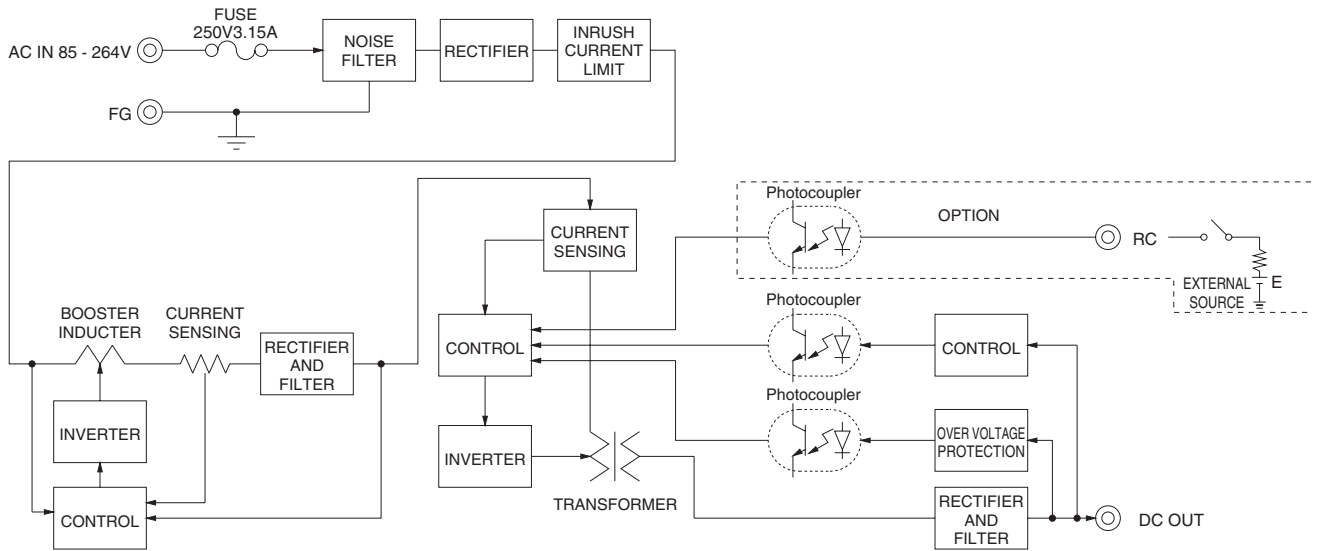 FUSE
250V3.15A
AC IN 85 - 264V
NOISE
FILTER
RECTIFIER
INRUSH
CURRENT
LIMIT
FG
Photocoupler
OPTION
RC
EXTERNAL
SOURCE
E
CURRENT
SENSING
BOOSTER
INDUCTER
CURRENT
SENSING
RECTIFIER
AND
FILTER
CONTROL
Photocoupler
CONTROL
Photocoupler
INVERTER
INVERTER
OVER VOLTAGE
PROTECTION
TRANSFORMER
CONTROL
RECTIFIER
AND
FILTER
DC OUT